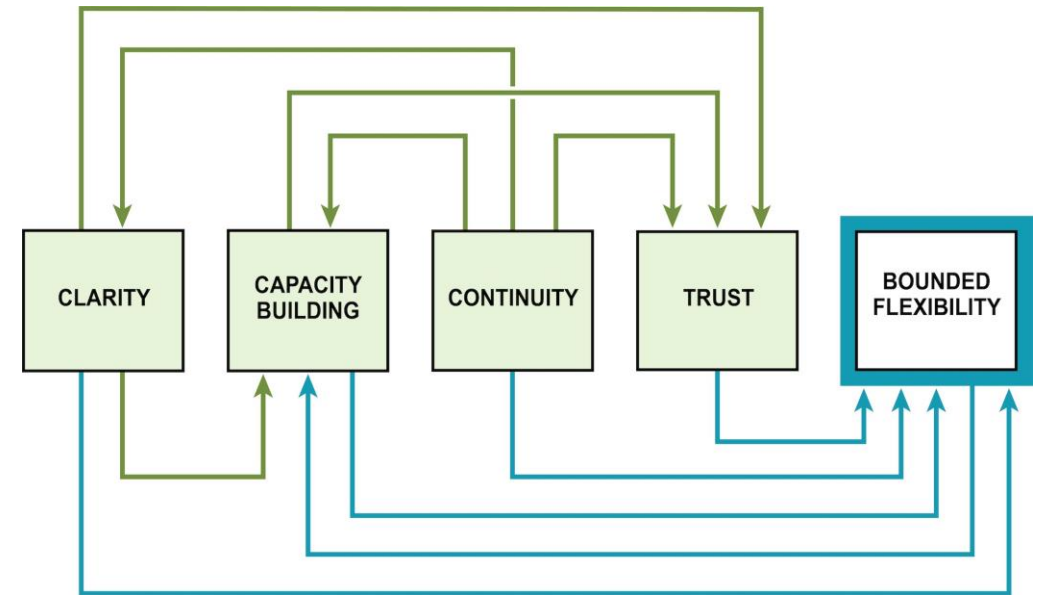 CLARITY
CAPACITY
BUILDING
CONTINUITY
TRUST
BOUNDED
FLEXIBILITY